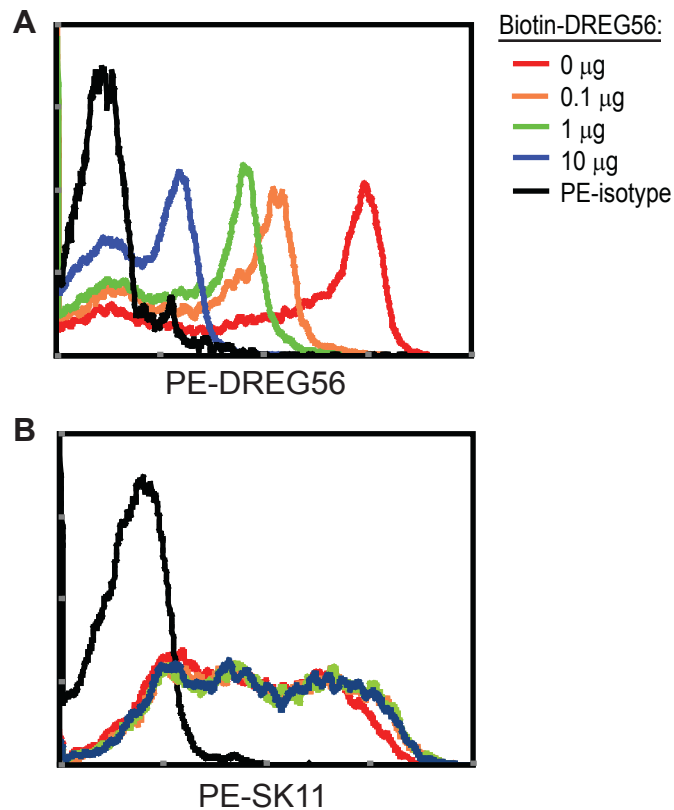 A
Biotin-DREG56:
0 μg
0.1 μg
1 μg
10 μg
PE-isotype
PE-DREG56
B
PE-SK11